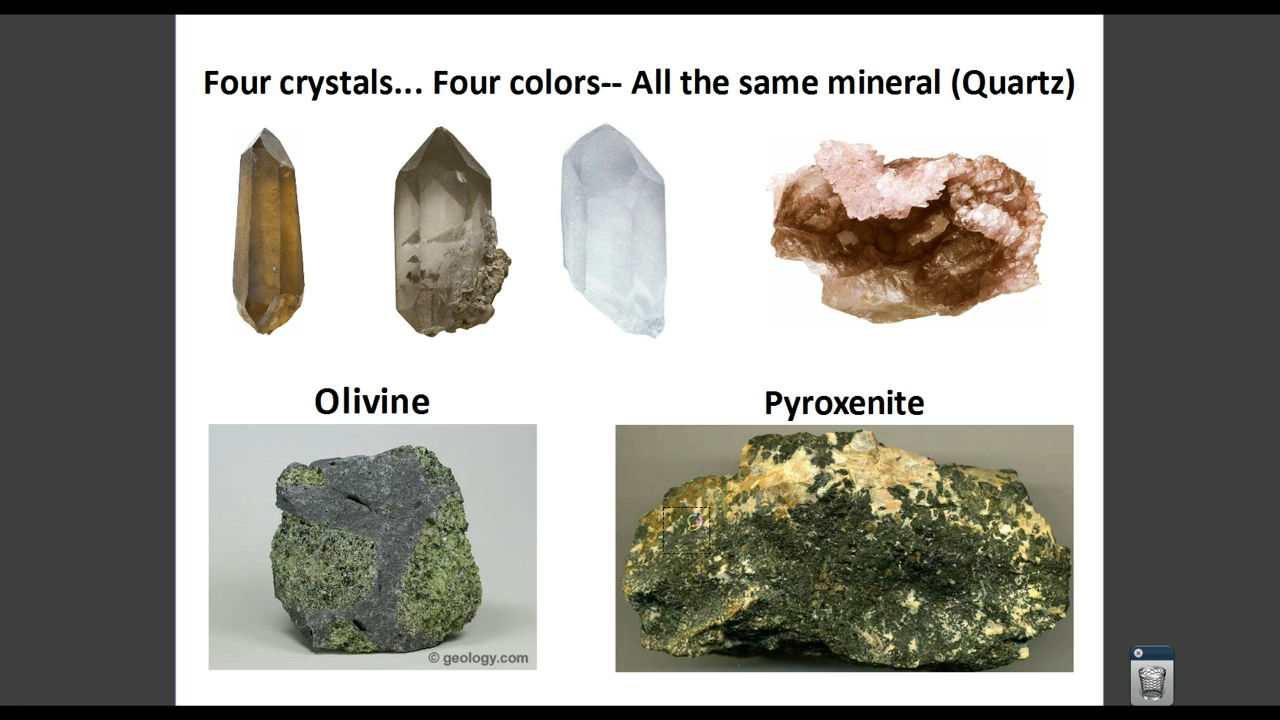 Four crystals... Four colors-- All the same mineral (Quartz)
Olivine
Pyroxenite
© geology.com